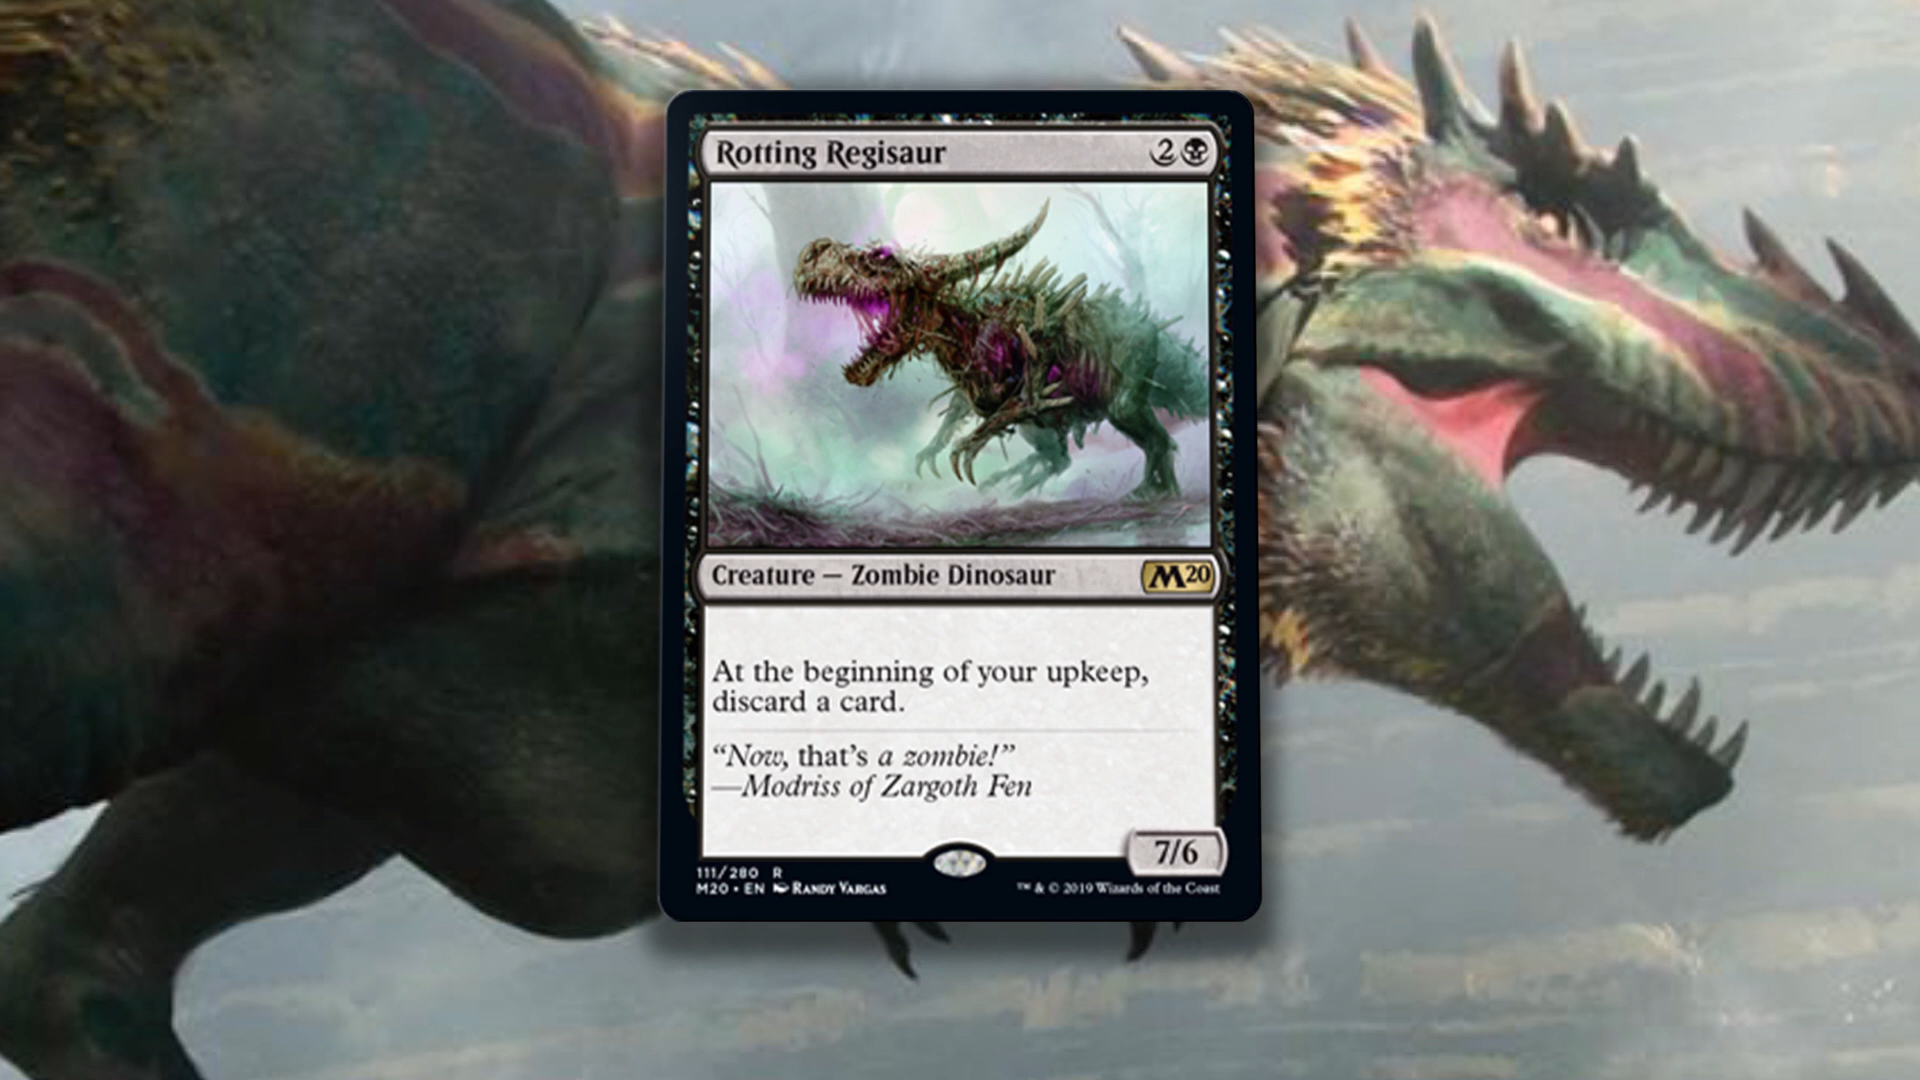 Rotting Regisaur 2
Creature — Zombie Dinosaur M20
At the beginning of your upkeep,
discard a card.
“Now, that’s a zombie!”
—Modriss of Zargoth Fen
7/6
111/280 R
M20 • EN RANDY VARGAS
™ & © 2019 Wizards of the Coast